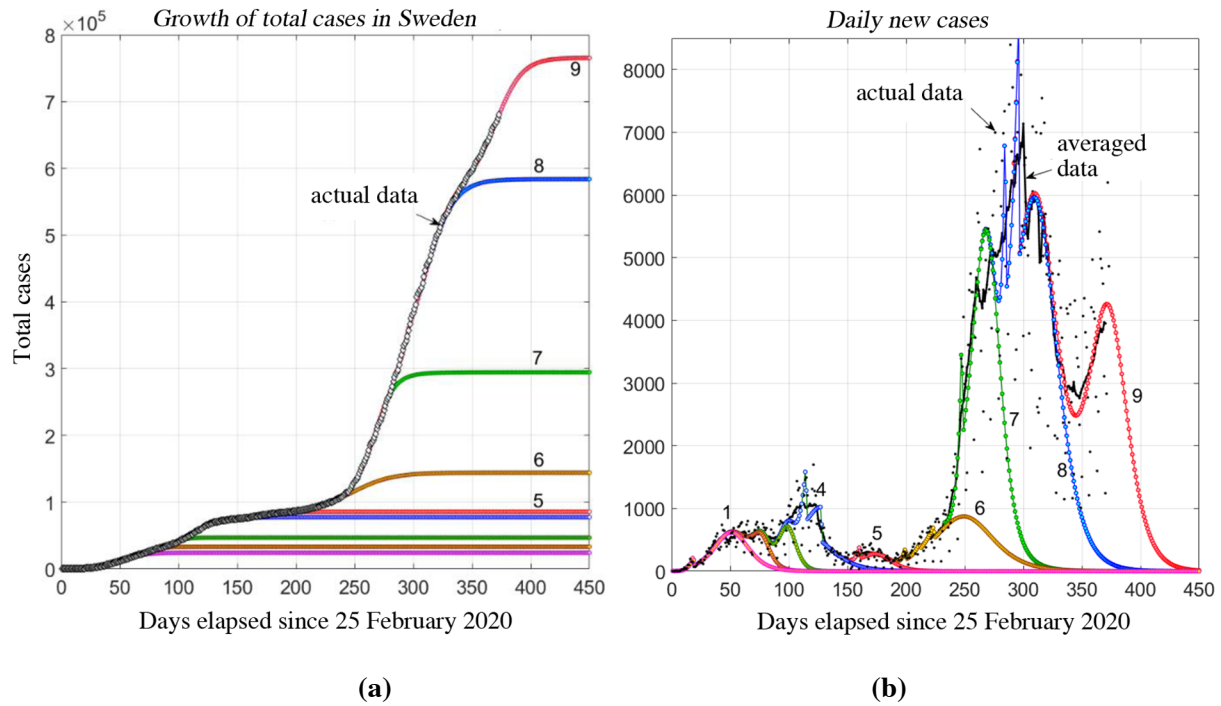 Growth of total cases in Sweden
×10⁵
8
7
6
5
4
3
2
1
0
Total cases
0 50 100 150 200 250 300 350 400 450
Days elapsed since 25 February 2020
actual data
9
8
7
6
5
(a)
Daily new cases
8000
7000
6000
5000
4000
3000
2000
1000
0
0 50 100 150 200 250 300 350 400 450
Days elapsed since 25 February 2020
actual data
averaged
data
1
4
5
6
7
8
9
(b)